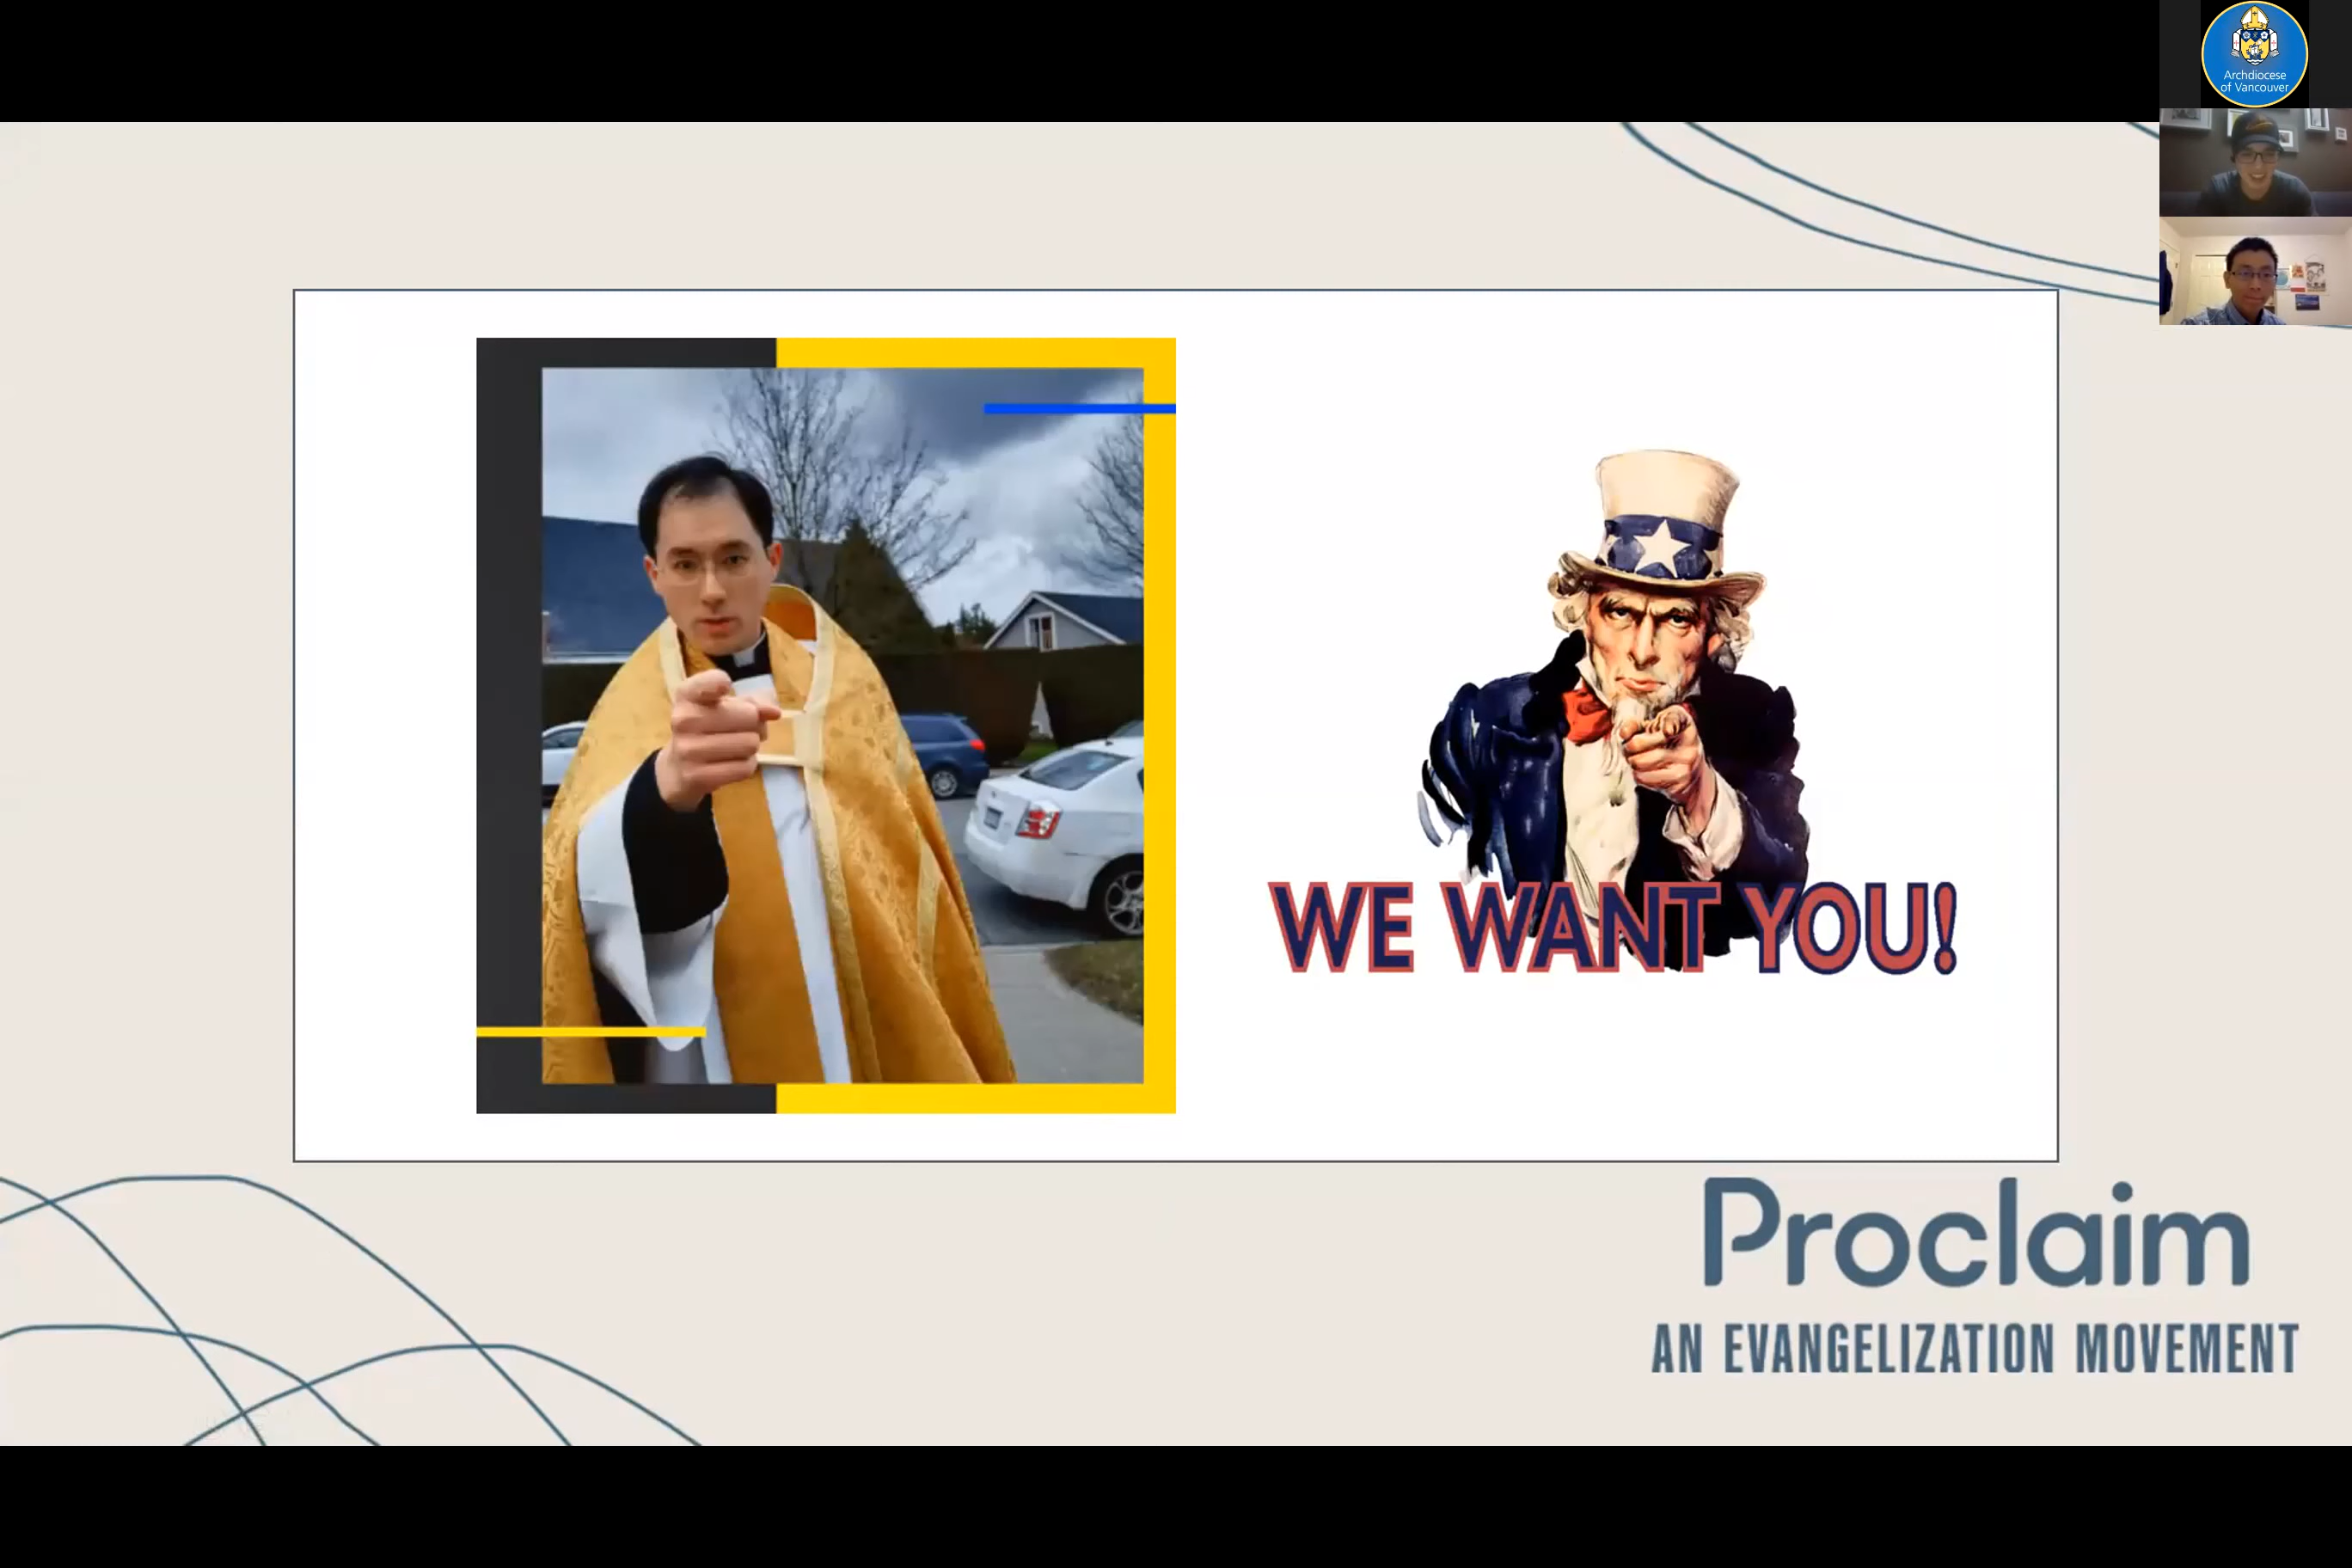 Archdiocese
of Vancouver
WE WANT YOU!
Proclaim
AN EVANGELIZATION MOVEMENT